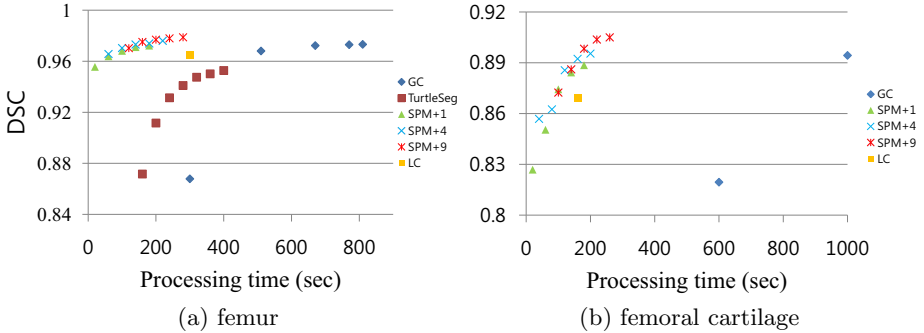 1
0.96
0.92
0.88
0.84
DSC
0 200 400 600 800
Processing time (sec)
GC
TurtleSeg
SPM+1
SPM+4
SPM+9
LC
(a) femur
0.92
0.89
0.86
0.83
0.8
0 200 400 600 800 1000
Processing time (sec)
GC
SPM+1
SPM+4
SPM+9
LC
(b) femoral cartilage